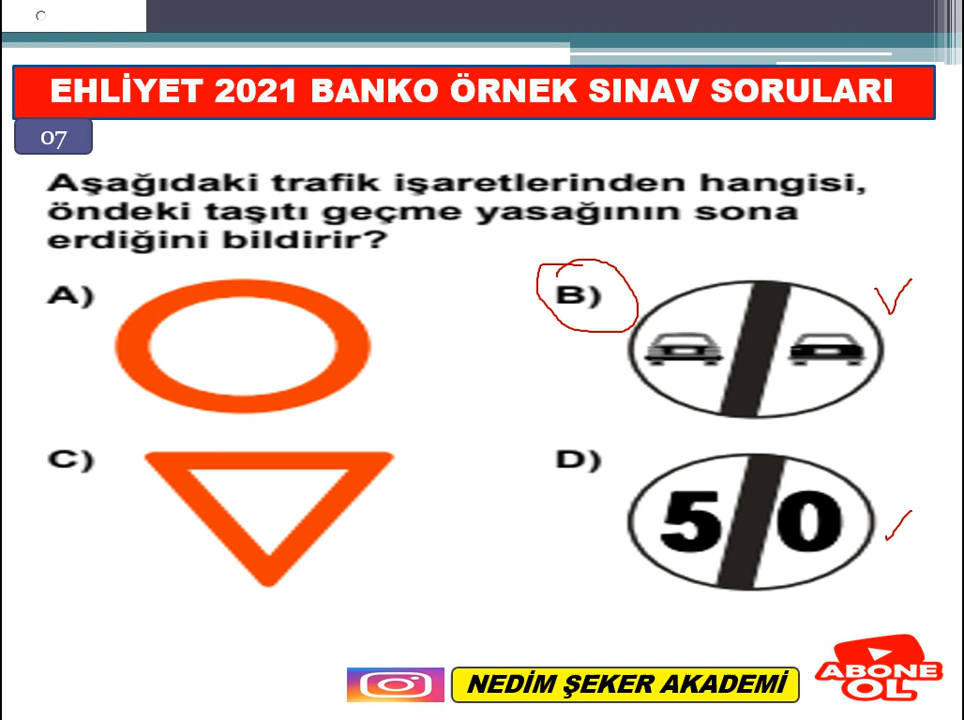 EHLİYET 2021 BANKO ÖRNEK SINAV SORULARI
07
Aşağıdaki trafik işaretlerinden hangisi,
öndeki taşıtı geçme yasağının sona
erdiğini bildirir?
A)
B)
C)
D)
50
NEDİM ŞEKER AKADEMİ
ABONE
OL